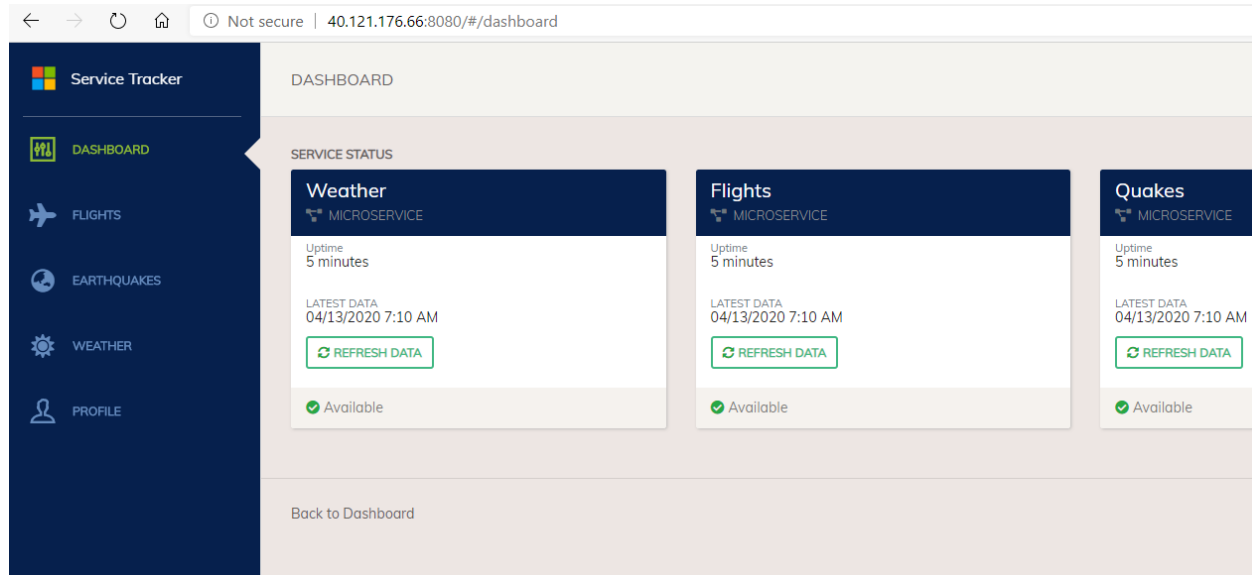 Not secure | 40.121.176.66:8080/#/dashboard
Service Tracker
DASHBOARD
FLIGHTS
EARTHQUAKES
WEATHER
PROFILE
DASHBOARD
SERVICE STATUS
Weather
MICROSERVICE
Uptime
5 minutes
LATEST DATA
04/13/2020 7:10 AM
REFRESH DATA
Available
Flights
MICROSERVICE
Uptime
5 minutes
LATEST DATA
04/13/2020 7:10 AM
REFRESH DATA
Available
Quakes
MICROSERVICE
Uptime
5 minutes
LATEST DATA
04/13/2020 7:10 AM
REFRESH DATA
Available
Back to Dashboard